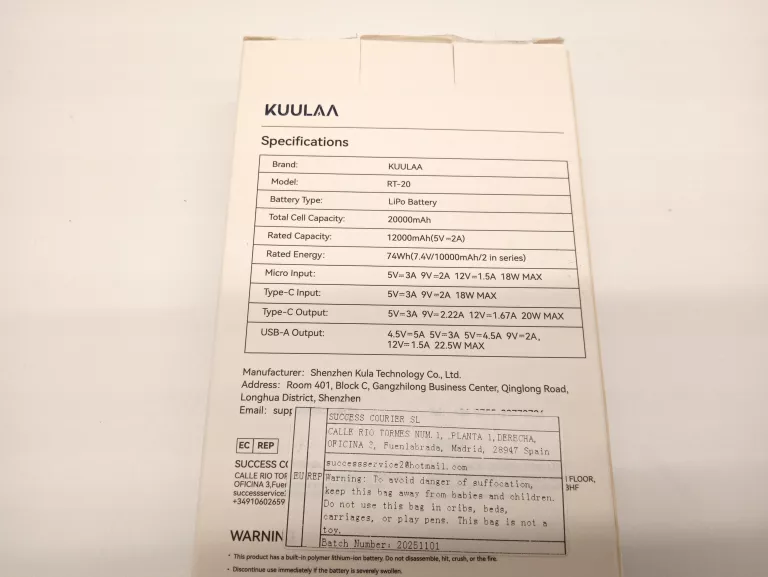 KUULAA
Specifications
Brand: KUULAA
Model: RT-20
Battery Type: LiPo Battery
Total Cell Capacity: 20000mAh
Rated Capacity: 12000mAh(5V=2A)
Rated Energy: 74Wh(7.4V/10000mAh/2 in series)
Micro Input: 5V=3A 9V=2A 12V=1.5A 18W MAX
Type-C Input: 5V=3A 9V=2A 18W MAX
Type-C Output: 5V=3A 9V=2.22A 12V=1.67A 20W MAX
USB-A Output: 4.5V=5A 5V=3A 5V=4.5A 9V=2A,
12V=1.5A 22.5W MAX
Manufacturer: Shenzhen Kula Technology Co., Ltd.
Address: Room 401, Block C, Gangzhilong Business Center, Qinglong Road,
Longhua District, Shenzhen
Email: supp
EC REP
SUCCESS CO
CALLE RIO TOR
OFICINA 3,Fuer
successservice2
+34910602659
FLOOR,
3HF
EU REP
SUCCESS COURIER SL
CALLE RIO TORMES NUM. 1, PLANTA 1,DERECHA,
OFICINA 2, Fuenlabrada, Madrid, 28947 Spain
successservice2@hotmail.com
Warning: To avoid danger of suffocation,
keep this bag away from babies and children.
Do not use this bag in cribs, beds,
carriages, or play pens. This bag is not a
toy.
Batch Number: 20251101
WARNIN
• This product has a built-in polymer lithium-ion battery. Do not disassemble, hit, crush, or the fire.
• Discontinue use immediately if the battery is severely swollen.